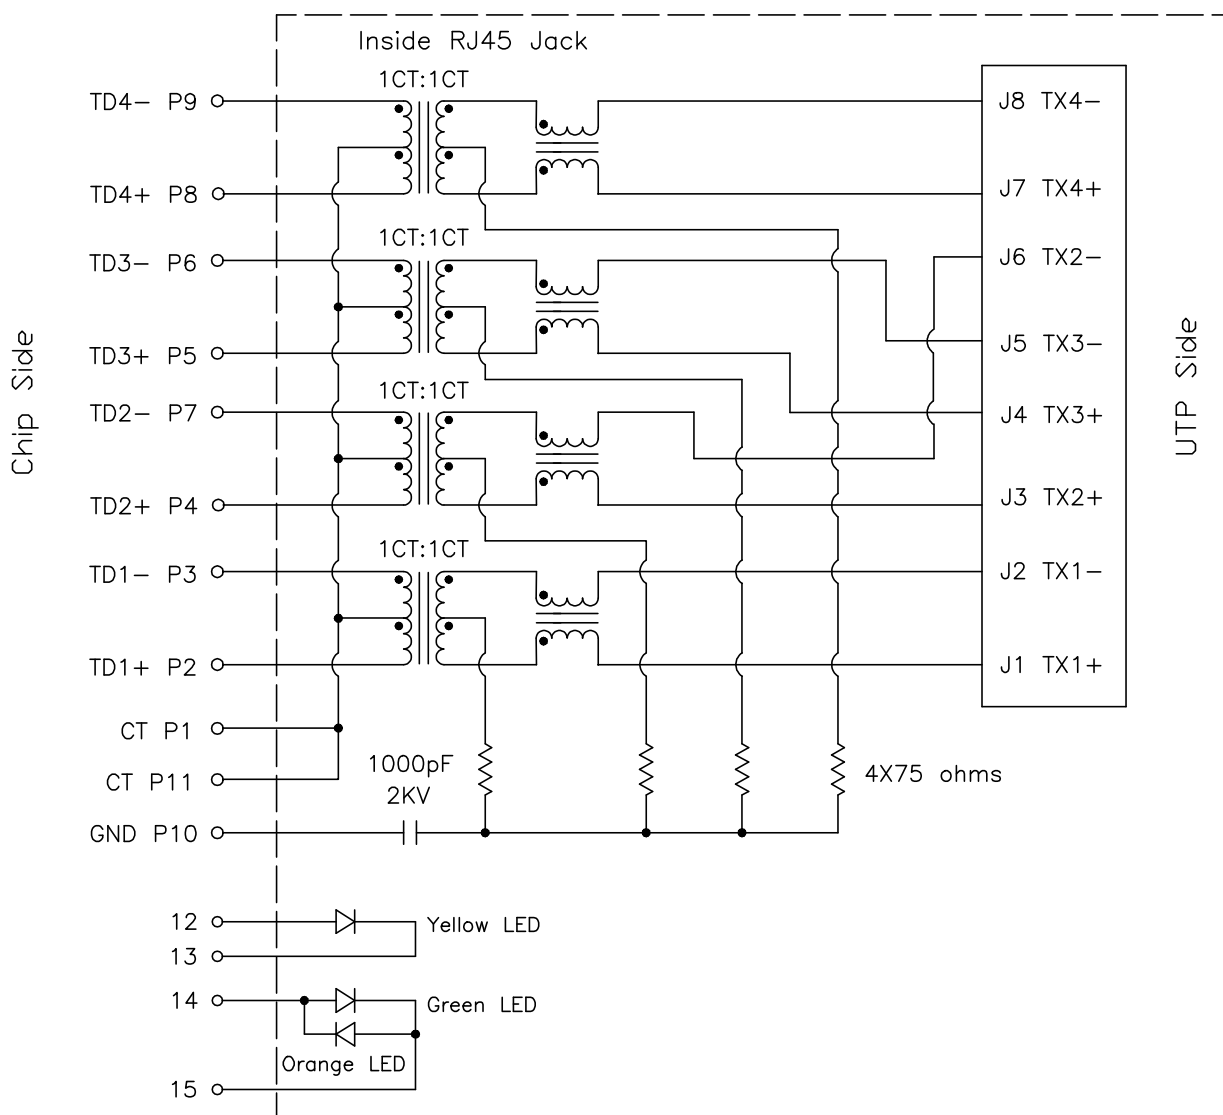 Inside RJ45 Jack
1CT:1CT
TD4- P9
J8 TX4-
TD4+ P8
J7 TX4+
1CT:1CT
TD3- P6
J6 TX2-
TD3+ P5
J5 TX3-
1CT:1CT
TD2- P7
J4 TX3+
TD2+ P4
J3 TX2+
1CT:1CT
TD1- P3
J2 TX1-
TD1+ P2
J1 TX1+
Chip Side
UTP Side
CT P1
CT P11
1000pF
2KV
4X75 ohms
GND P10
12
Yellow LED
13
14
Green LED
Orange LED
15